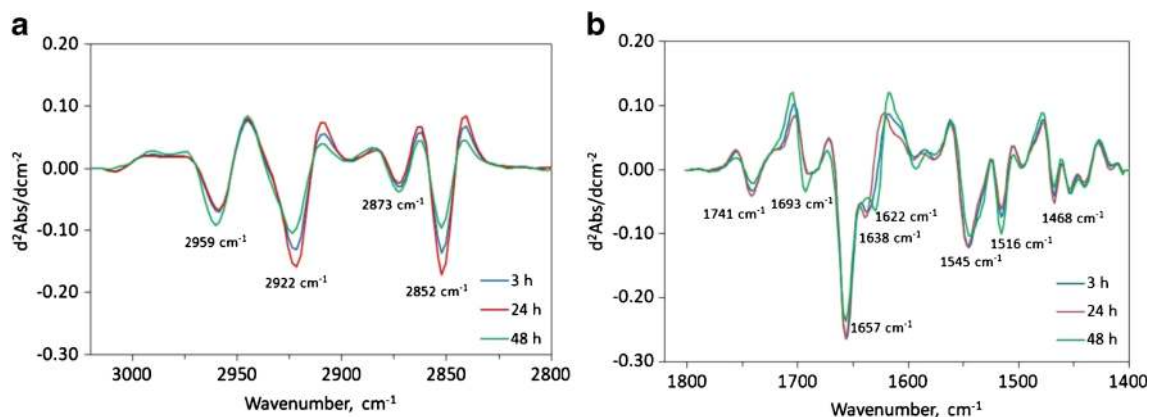 a
0.20
0.10
0.00
-0.10
-0.20
-0.30
d²Abs/dcm⁻²
2959 cm⁻¹
2922 cm⁻¹
2873 cm⁻¹
2852 cm⁻¹
3 h
24 h
48 h
3000 2950 2900 2850 2800
Wavenumber, cm⁻¹
b
0.20
0.10
0.00
-0.10
-0.20
-0.30
d²Abs/dcm⁻²
1741 cm⁻¹
1693 cm⁻¹
1622 cm⁻¹
1638 cm⁻¹
1657 cm⁻¹
1545 cm⁻¹
1516 cm⁻¹
1468 cm⁻¹
3 h
24 h
48 h
1800 1700 1600 1500 1400
Wavenumber, cm⁻¹